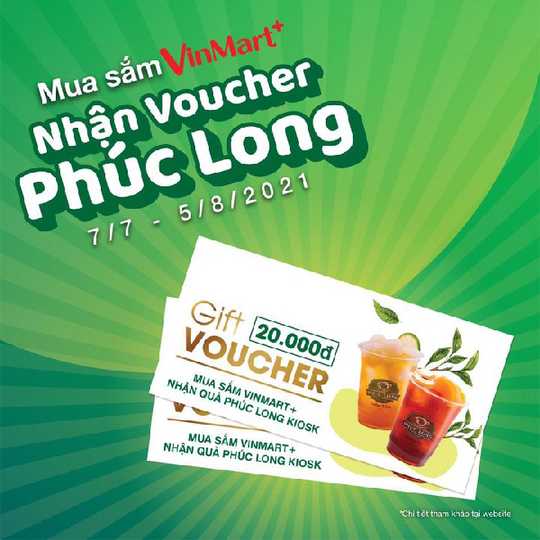 Mua sắm VinMart+
Nhận Voucher
Phúc Long
7/7 - 5/8/2021
Gift
20.000đ
VOUCHER
MUA SẮM VINMART+
NHẬN QUÀ PHÚC LONG KIOSK
MUA SẮM VINMART+
NHẬN QUÀ PHÚC LONG KIOSK
PHUC LONG
*Chi tiết tham khảo tại website